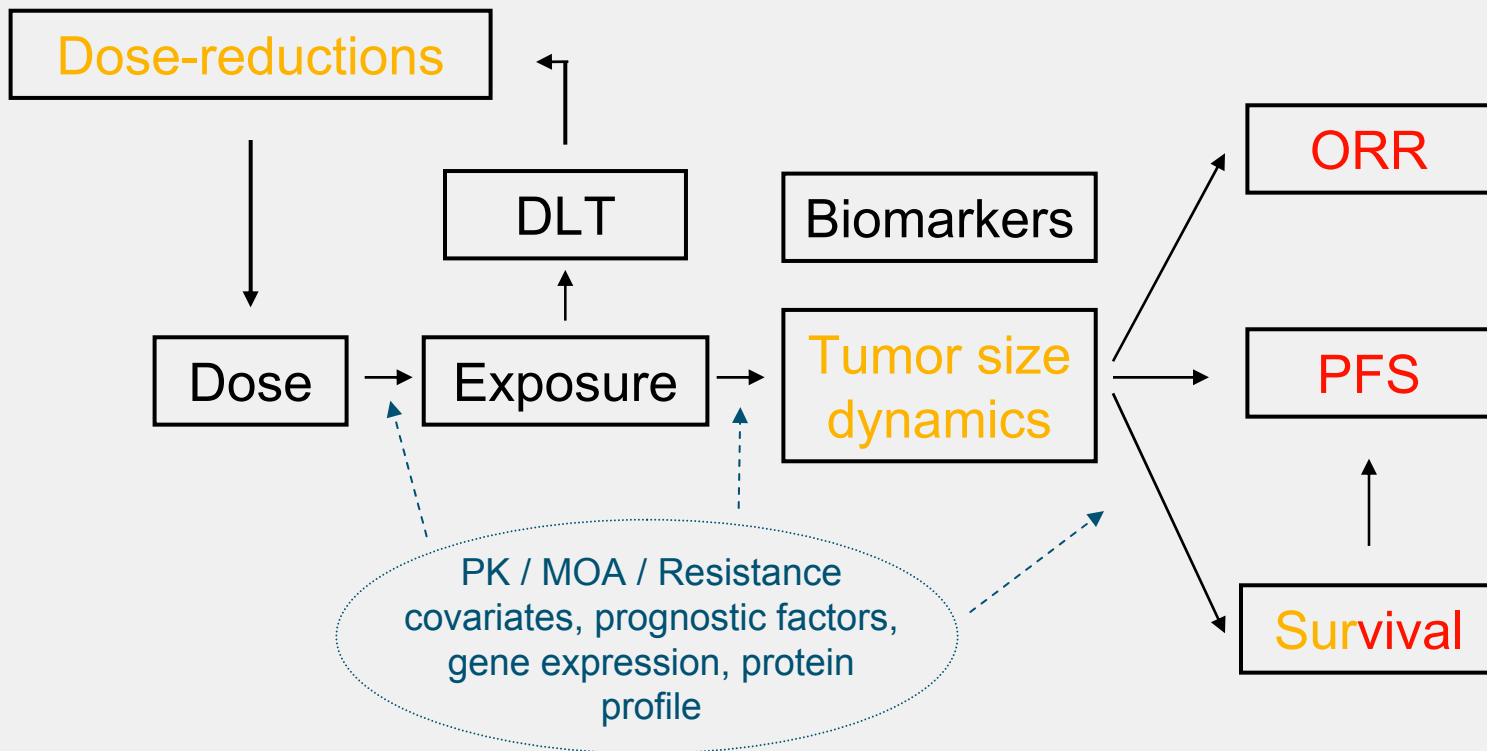 Dose-reductions
ORR
DLT
Biomarkers
Dose
Exposure
Tumor size
dynamics
PFS
PK / MOA / Resistance
covariates, prognostic factors,
gene expression, protein
profile
Survival